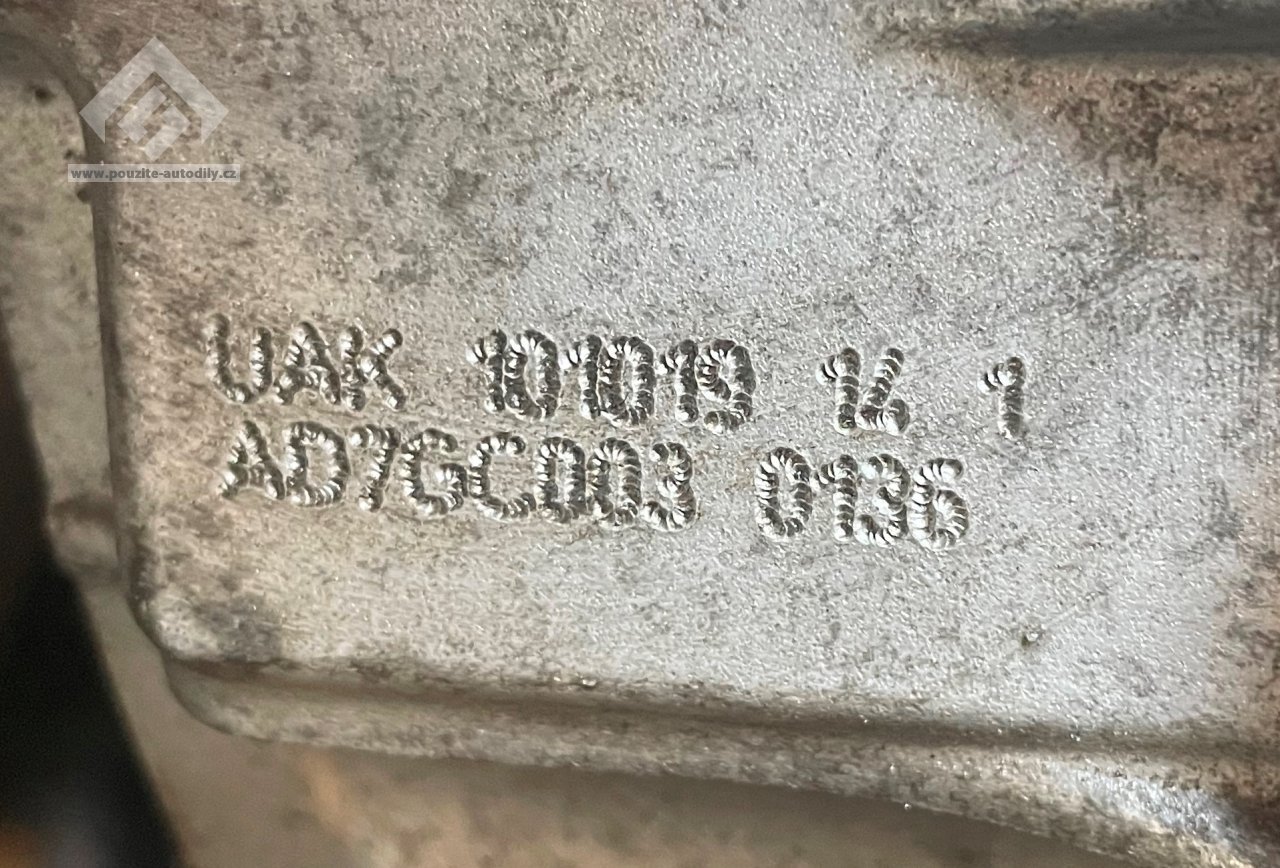 www.pouzite-autodily.cz
UAK 101019 14 1
AD7GC003 0136